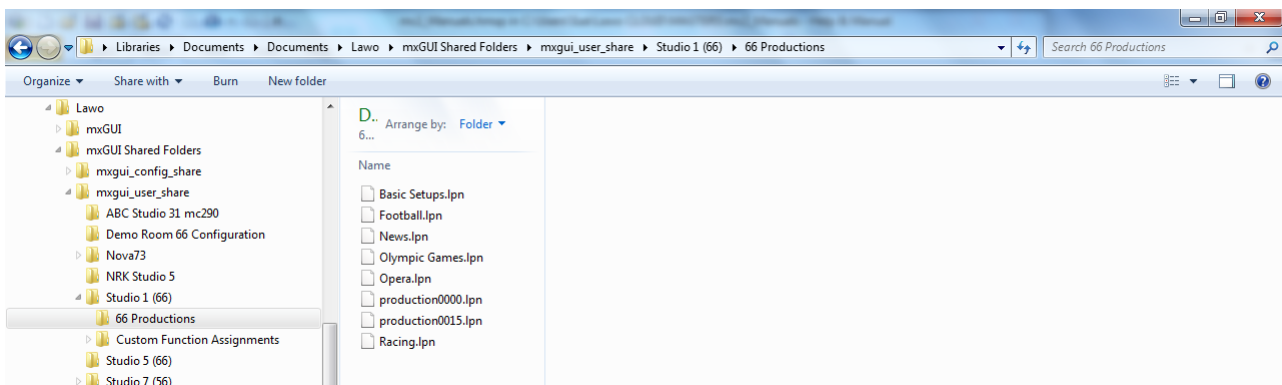 Libraries ▸ Documents ▸ Documents ▸ Lawo ▸ mxGUI Shared Folders ▸ mxgui_user_share ▸ Studio 1 (66) ▸ 66 Productions
Search 66 Productions
Organize Share with Burn New folder
Lawo
mxGUI
mxGUI Shared Folders
mxgui_config_share
mxgui_user_share
ABC Studio 31 mc290
Demo Room 66 Configuration
Nova73
NRK Studio 5
Studio 1 (66)
66 Productions
Custom Function Assignments
Studio 5 (66)
Studio 7 (56)
D..
6...
Arrange by: Folder
Name
Basic Setups.lpn
Football.lpn
News.lpn
Olympic Games.lpn
Opera.lpn
production0000.lpn
production0015.lpn
Racing.lpn